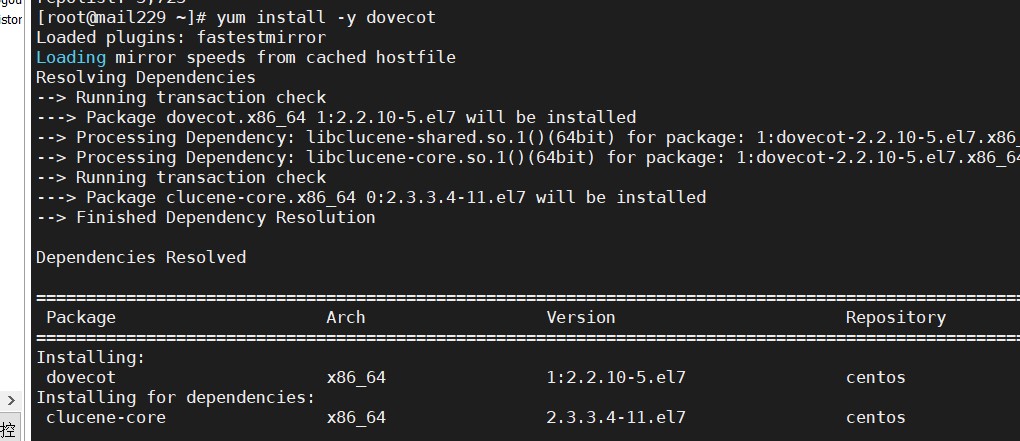 [root@mail229 ~]# yum install -y dovecot
Loaded plugins: fastestmirror
Loading mirror speeds from cached hostfile
Resolving Dependencies
--> Running transaction check
---> Package dovecot.x86_64 1:2.2.10-5.el7 will be installed
--> Processing Dependency: libclucene-shared.so.1()(64bit) for package: 1:dovecot-2.2.10-5.el7.x86_
--> Processing Dependency: libclucene-core.so.1()(64bit) for package: 1:dovecot-2.2.10-5.el7.x86_64
--> Running transaction check
---> Package clucene-core.x86_64 0:2.3.3.4-11.el7 will be installed
--> Finished Dependency Resolution
Dependencies Resolved
Package Arch Version Repository
Installing:
dovecot x86_64 1:2.2.10-5.el7 centos
Installing for dependencies:
clucene-core x86_64 2.3.3.4-11.el7 centos
控